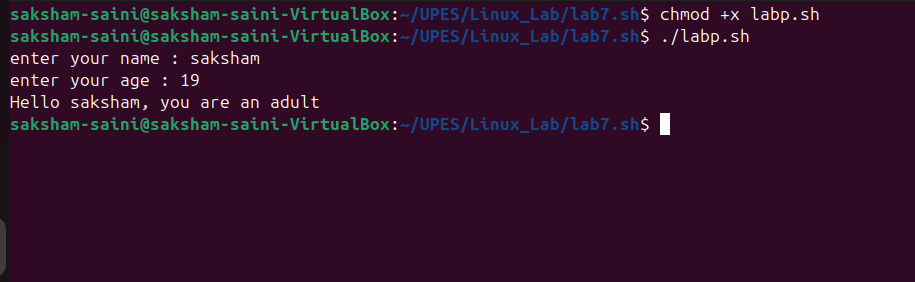 saksham-saini@saksham-saini-VirtualBox:~/UPES/Linux_Lab/lab7.sh$ chmod +x labp.sh
saksham-saini@saksham-saini-VirtualBox:~/UPES/Linux_Lab/lab7.sh$ ./labp.sh
enter your name : saksham
enter your age : 19
Hello saksham, you are an adult
saksham-saini@saksham-saini-VirtualBox:~/UPES/Linux_Lab/lab7.sh$